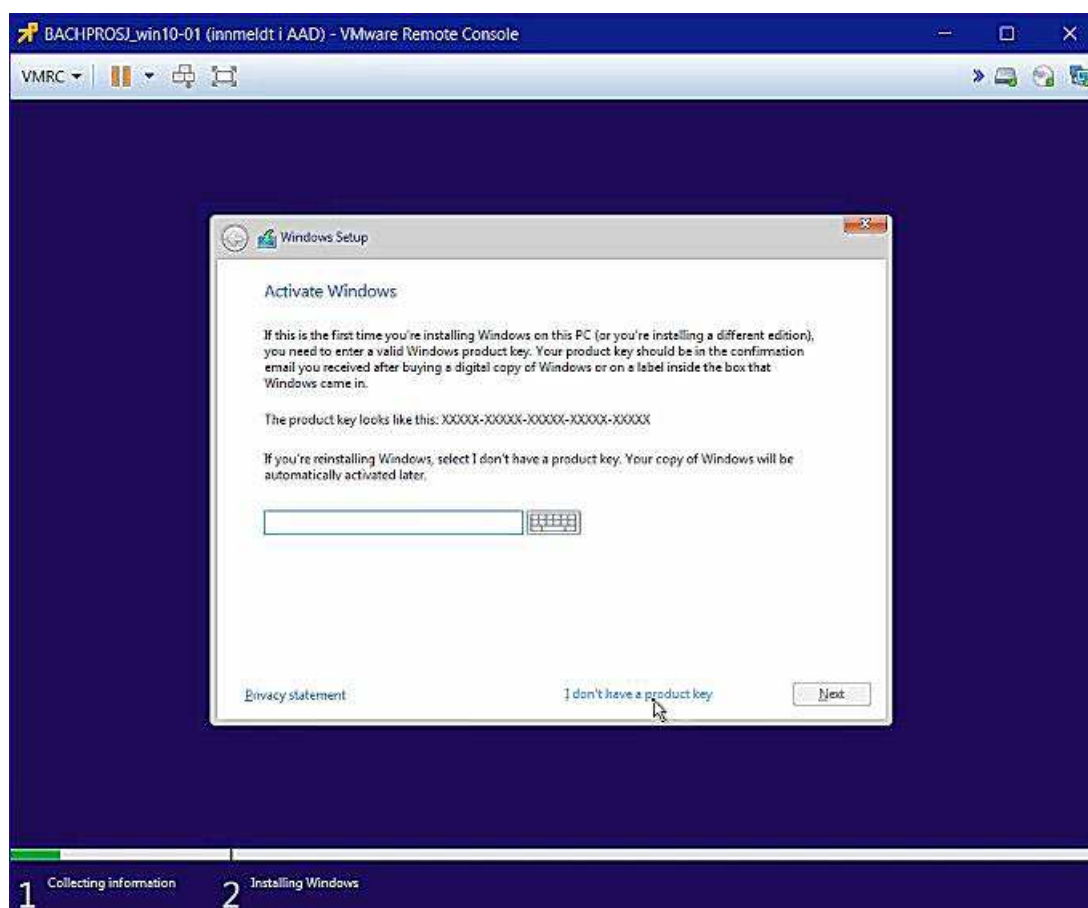 BACHPROSJ_win10-01 (innmeldt i AAD) - VMware Remote Console
VMRC
Windows Setup
Activate Windows
If this is the first time you're installing Windows on this PC (or you're installing a different edition),
you need to enter a valid Windows product key. Your product key should be in the confirmation
email you received after buying a digital copy of Windows or on a label inside the box that
Windows came in.
The product key looks like this: XXXXX-XXXXX-XXXXX-XXXXX-XXXXX
If you're reinstalling Windows, select I don't have a product key. Your copy of Windows will be
automatically activated later.
Privacy statement
I don't have a product key
Next
1 Collecting information
2 Installing Windows